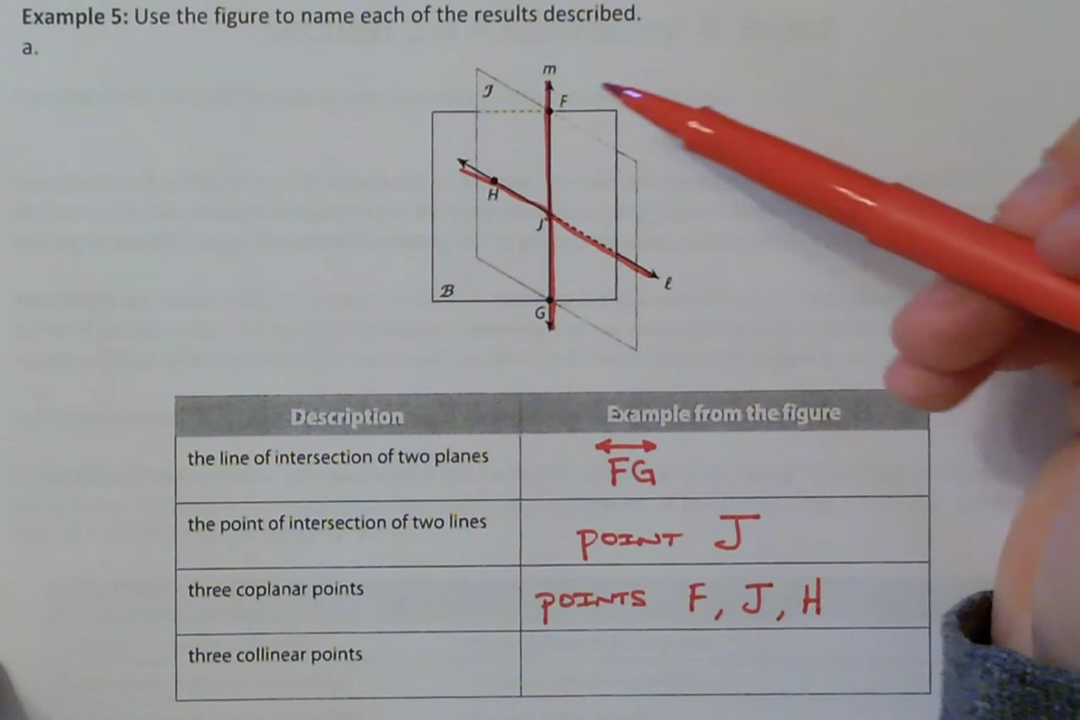 Example 5: Use the figure to name each of the results described.
a.
m
ℐ
F
H
J
ℓ
ℬ
G
Description Example from the figure
the line of intersection of two planes FG
the point of intersection of two lines POINT J
three coplanar points POINTS F, J, H
three collinear points